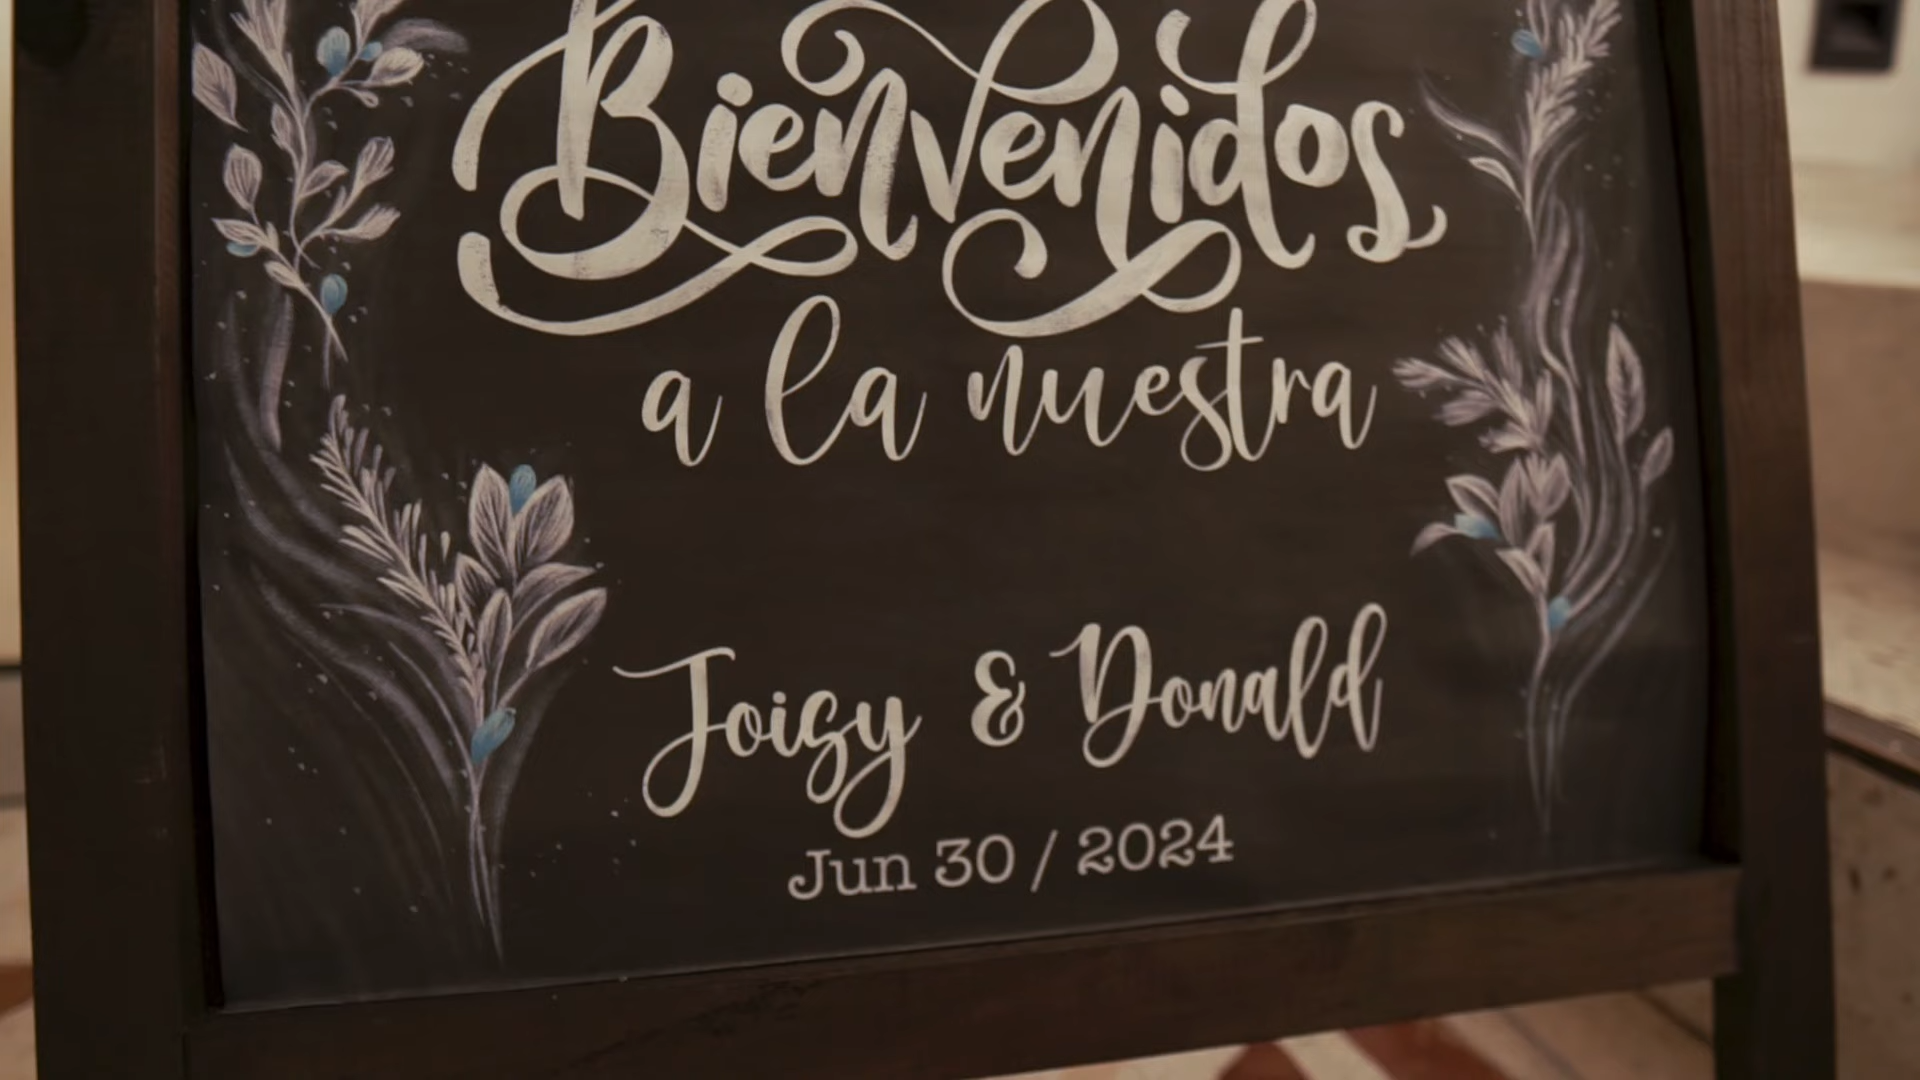 Bienvenidos
a la nuestra
Joisy & Donald
Jun 30 / 2024